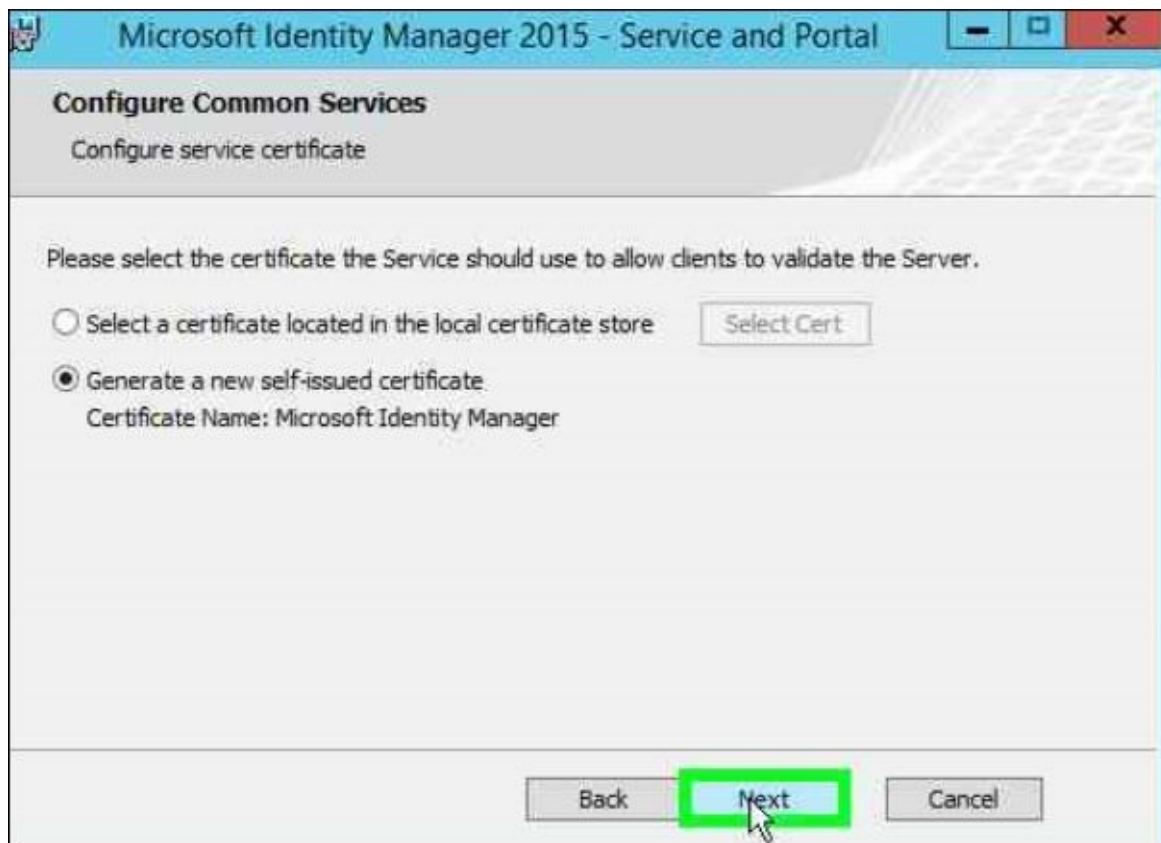 Microsoft Identity Manager 2015 - Service and Portal
Configure Common Services
Configure service certificate
Please select the certificate the Service should use to allow clients to validate the Server.
Select a certificate located in the local certificate store Select Cert
Generate a new self-issued certificate
Certificate Name: Microsoft Identity Manager
Back Next Cancel